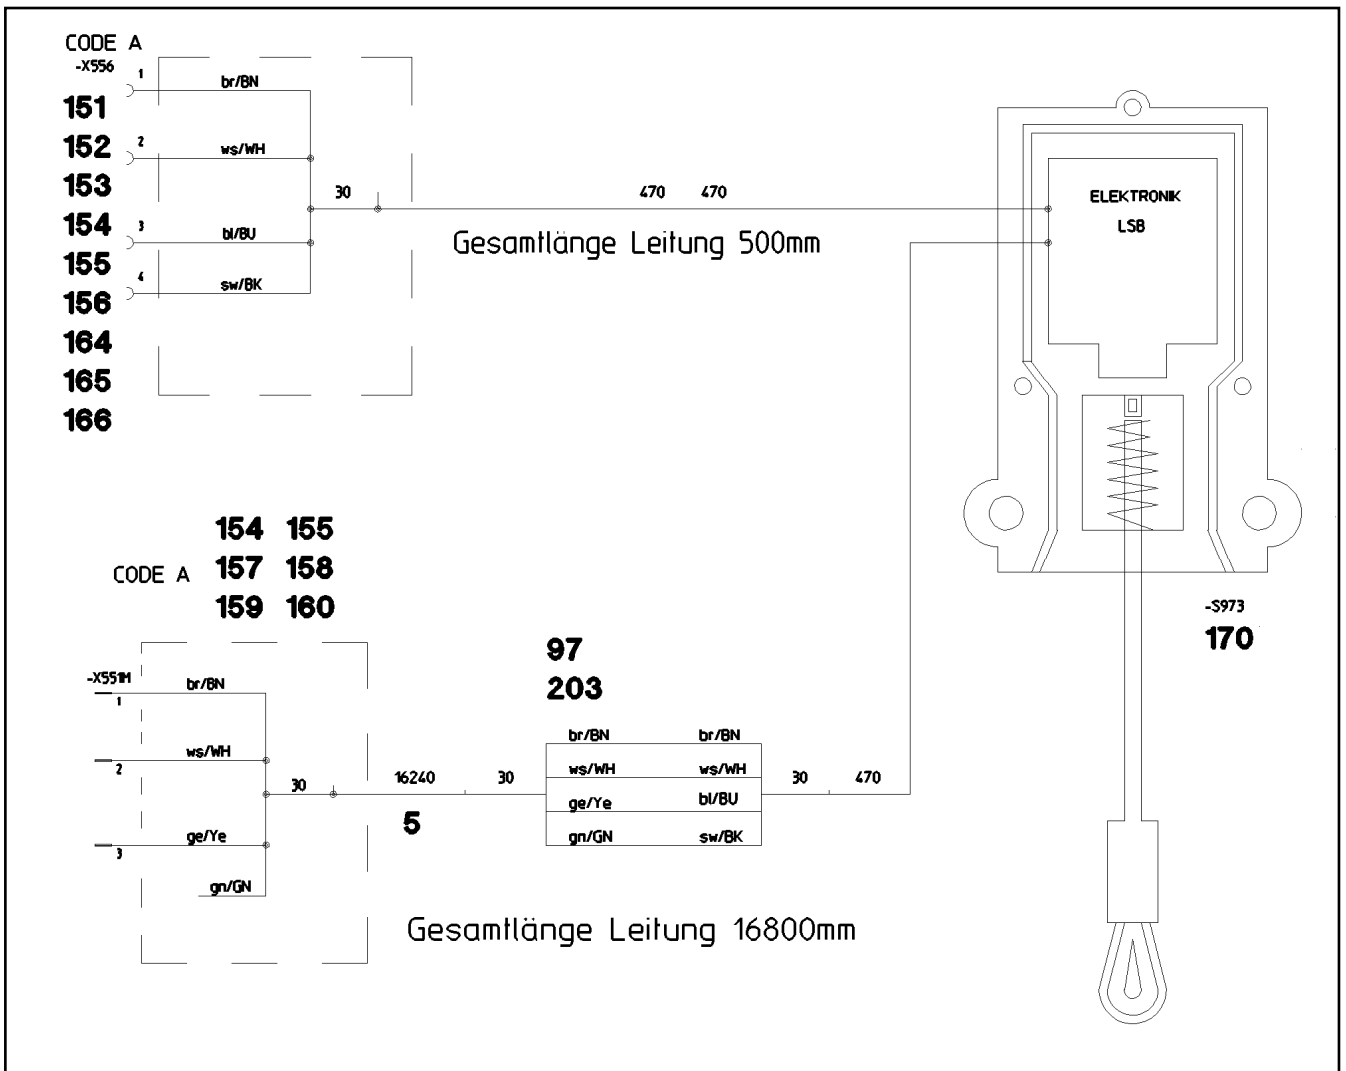 CODE A
-X556
1
br/BN
151
152
2
ws/WH
153
154
3
bl/BU
155
156
4
sw/BK
164
165
166
30
470 470
Gesamtlänge Leitung 500mm
ELEKTRONIK
LSB
-S973
170
154 155
CODE A
157 158
159 160
-X551M
1
br/BN
2
ws/WH
3
ge/Ye
gn/GN
30
16240
5
30
97
203
br/BN br/BN
ws/WH ws/WH
ge/Ye bl/BU
gn/GN sw/BK
30
470
Gesamtlänge Leitung 16800mm